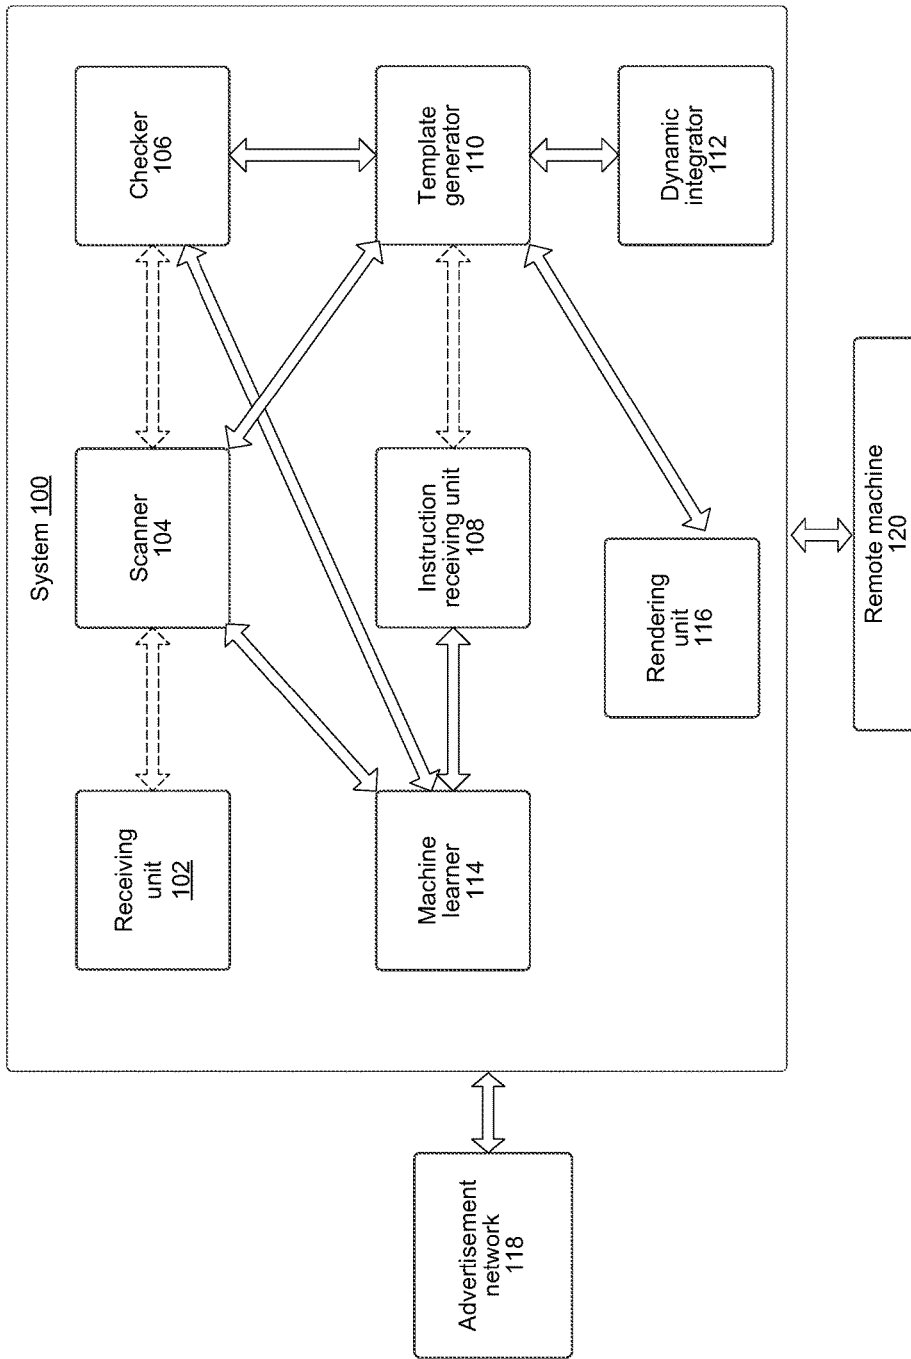 System 100
Receiving
unit
102
Scanner
104
Checker
106
Machine
learner
114
Instruction
receiving unit
108
Template
generator
110
Rendering
unit
116
Dynamic
integrator
112
Advertisement
network
118
Remote machine
120